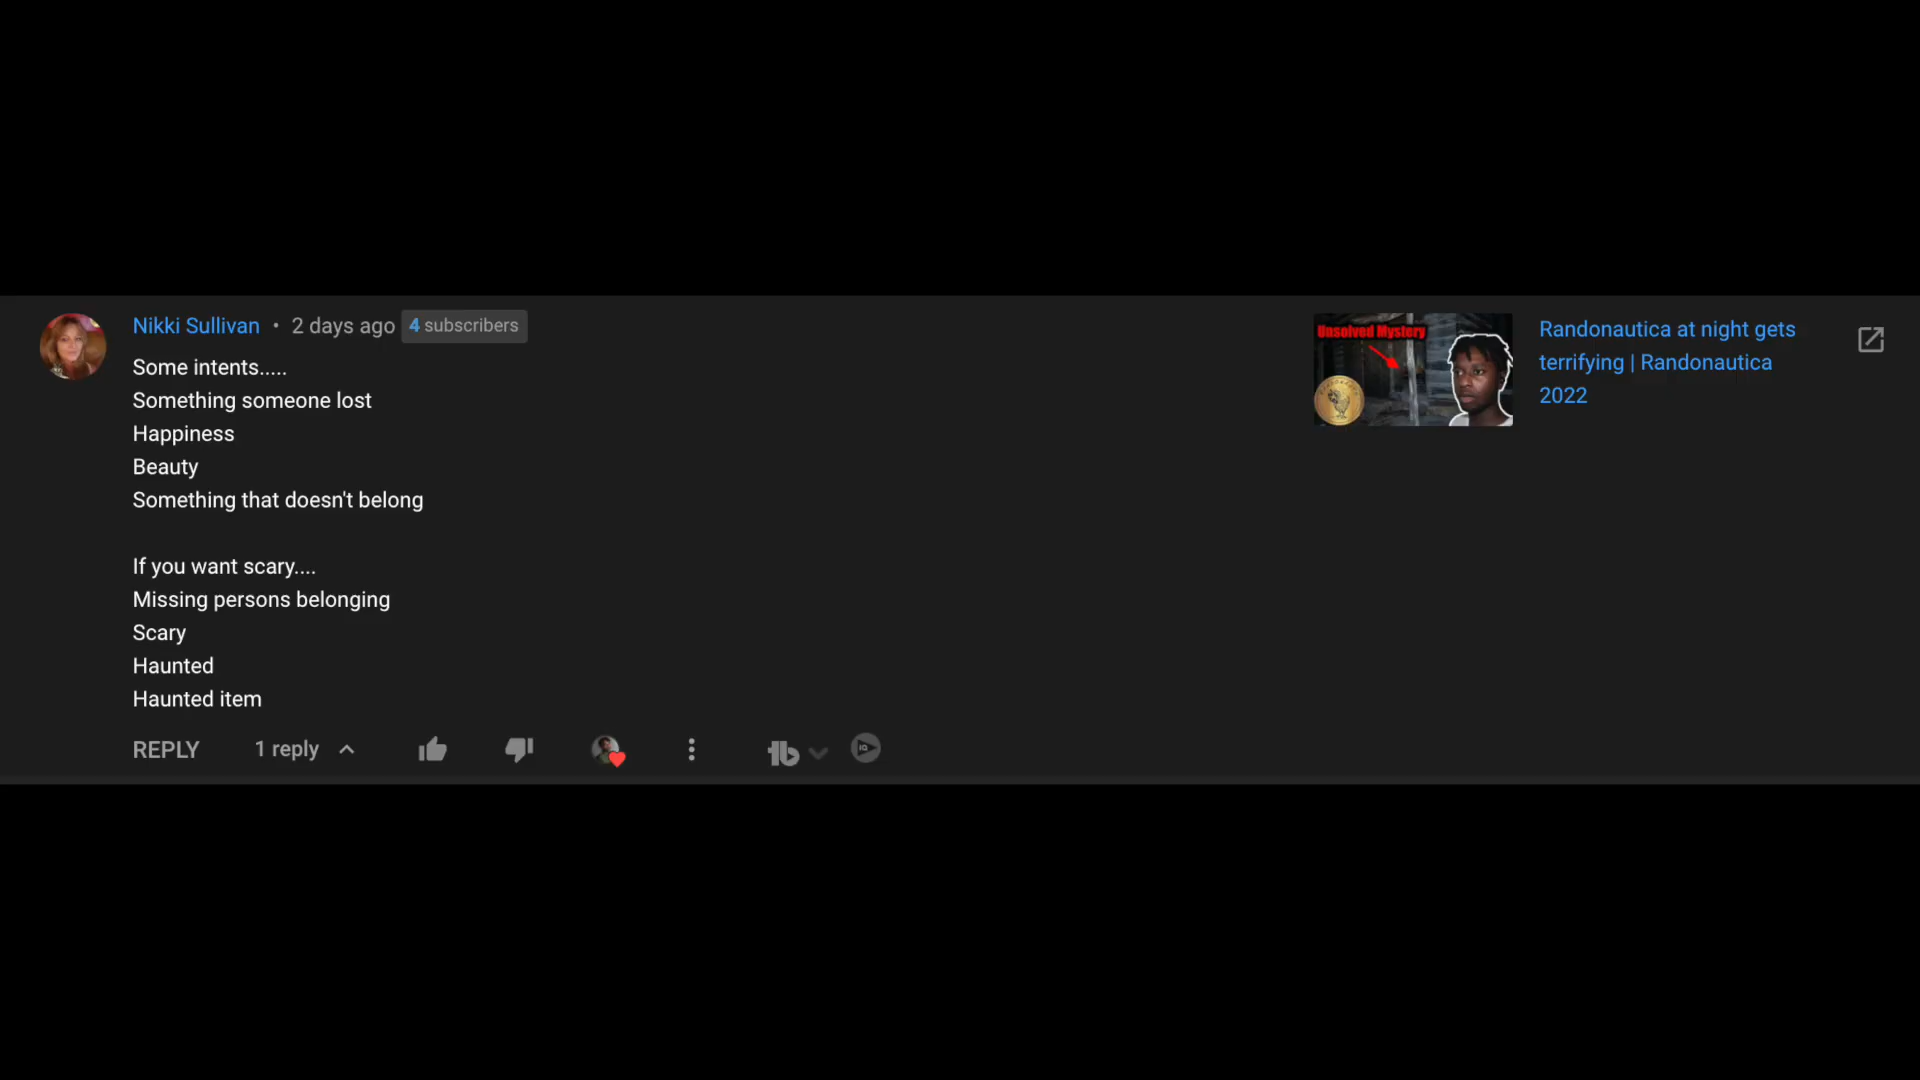 Nikki Sullivan • 2 days ago 4 subscribers
Some intents.....
Something someone lost
Happiness
Beauty
Something that doesn't belong
If you want scary....
Missing persons belonging
Scary
Haunted
Haunted item
REPLY 1 reply
Unsolved Mystery
Randonautica at night gets
terrifying | Randonautica
2022